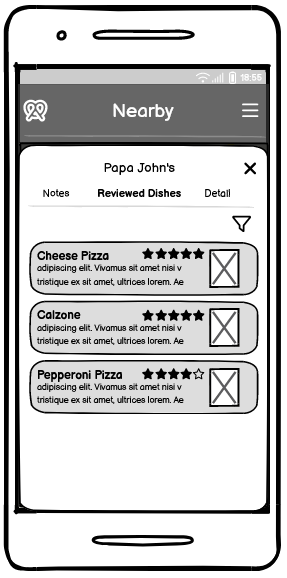 18:55
Nearby
Papa John's
Notes Reviewed Dishes Detail
Cheese Pizza
adipiscing elit. Vivamus sit amet nisi v
tristique ex sit amet, ultrices lorem. Ae
Calzone
adipiscing elit. Vivamus sit amet nisi v
tristique ex sit amet, ultrices lorem. Ae
Pepperoni Pizza
adipiscing elit. Vivamus sit amet nisi v
tristique ex sit amet, ultrices lorem. Ae